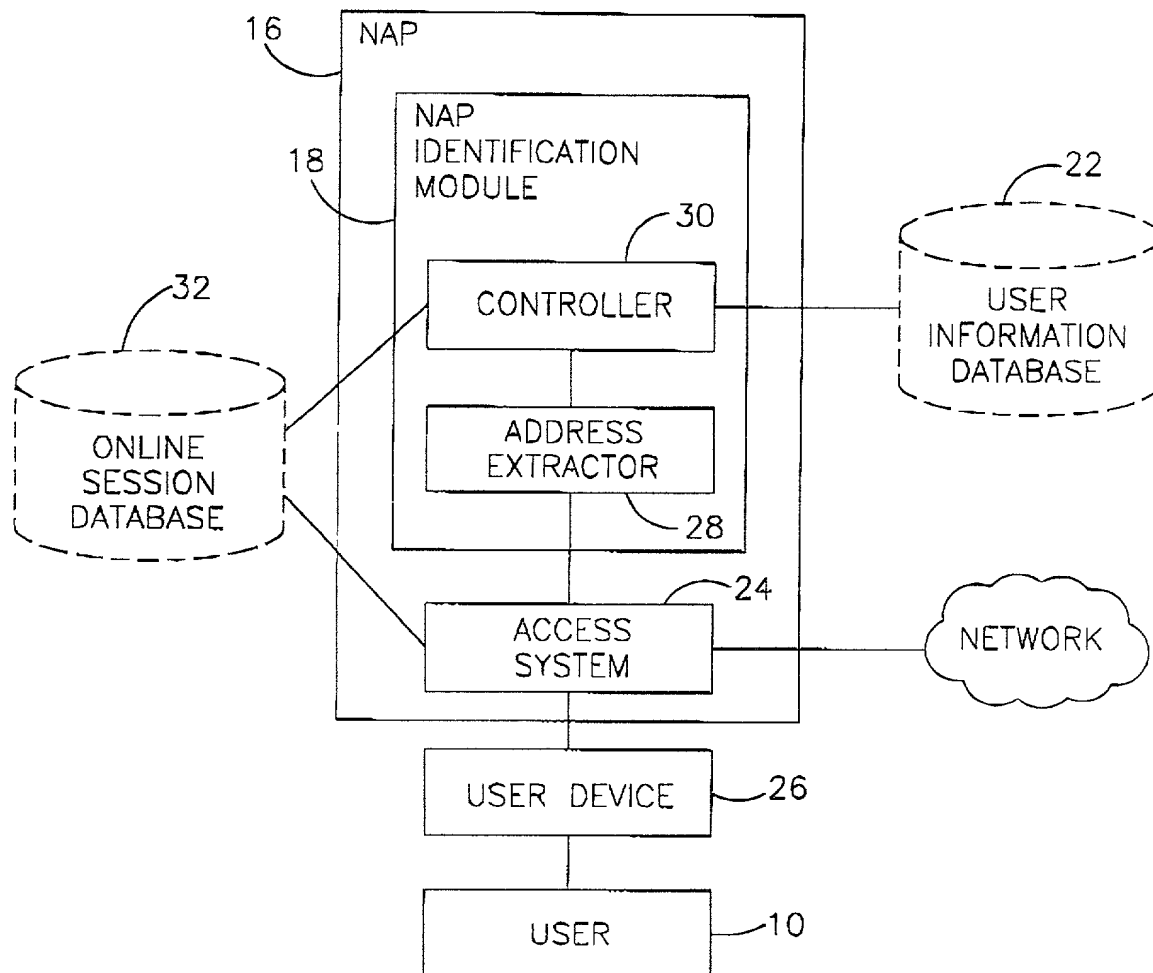 16
NAP
18
NAP
IDENTIFICATION
MODULE
22
30
CONTROLLER
USER
INFORMATION
DATABASE
32
ONLINE
SESSION
DATABASE
ADDRESS
EXTRACTOR
28
24
ACCESS
SYSTEM
NETWORK
USER DEVICE
26
USER
10